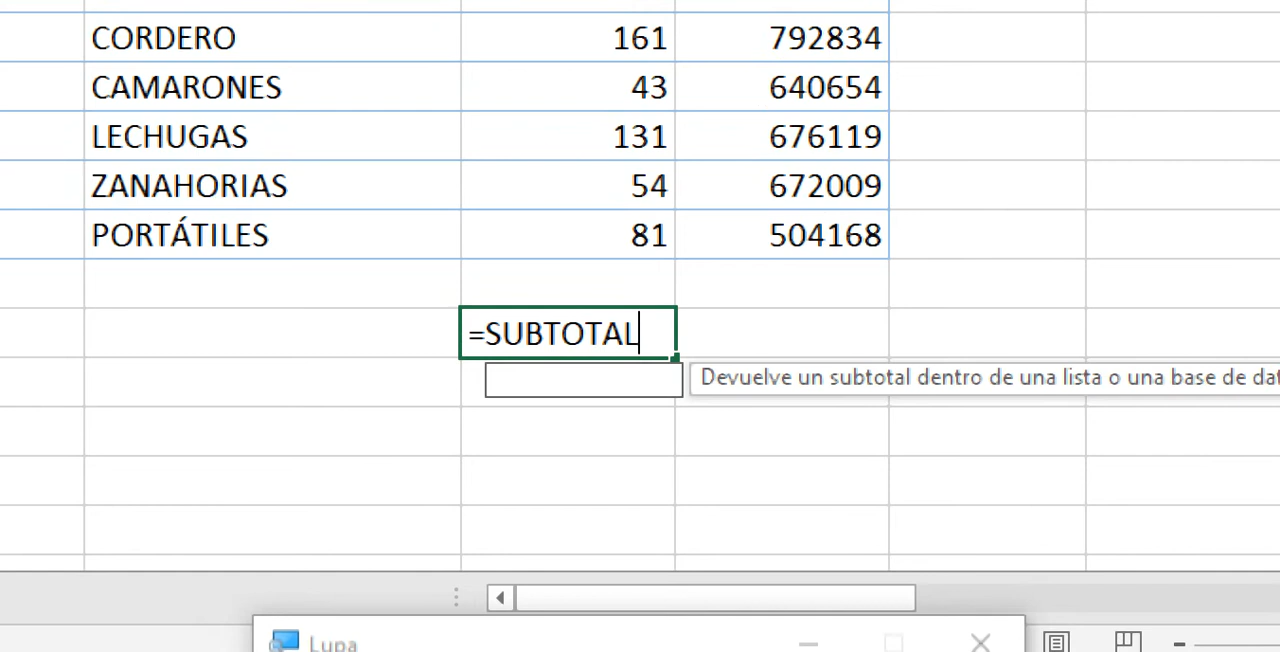 CORDERO 161 792834
CAMARONES 43 640654
LECHUGAS 131 676119
ZANAHORIAS 54 672009
PORTÁTILES 81 504168
=SUBTOTAL
Devuelve un subtotal dentro de una lista o una base de dat
Lupa